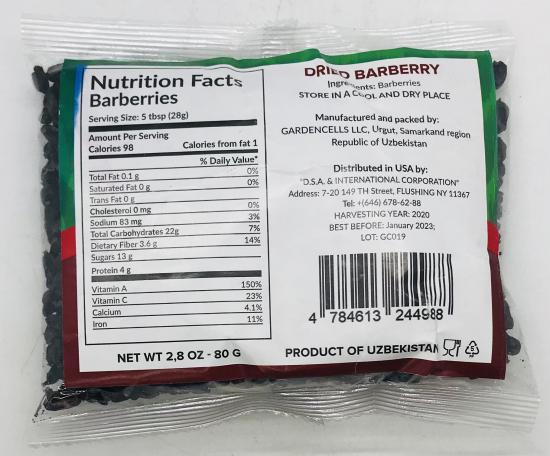 Nutrition Facts
Barberries
Serving Size: 5 tbsp (28g)
Amount Per Serving
Calories 98 Calories from fat 1
% Daily Value*
Total Fat 0.1 g 0%
Saturated Fat 0 g 0%
Trans Fat 0 g
Cholesterol 0 mg 0%
Sodium 83 mg 3%
Total Carbohydrates 22g 7%
Dietary Fiber 3.6 g 14%
Sugars 13 g
Protein 4 g
Vitamin A 150%
Vitamin C 23%
Calcium 4.1%
Iron 11%
NET WT 2,8 OZ - 80 G
DRIED BARBERRY
Ingredients: Barberries
STORE IN A COOL AND DRY PLACE
Manufactured and packed by:
GARDENCELLS LLC, Urgut, Samarkand region
Republic of Uzbekistan
Distributed in USA by:
"D.S.A. & INTERNATIONAL CORPORATION"
Address: 7-20 149 TH Street, FLUSHING NY 11367
Tel: +(646) 678-62-88
HARVESTING YEAR: 2020
BEST BEFORE: January 2023;
LOT: GC019
4 784613 244988
PRODUCT OF UZBEKISTAN
5
PP